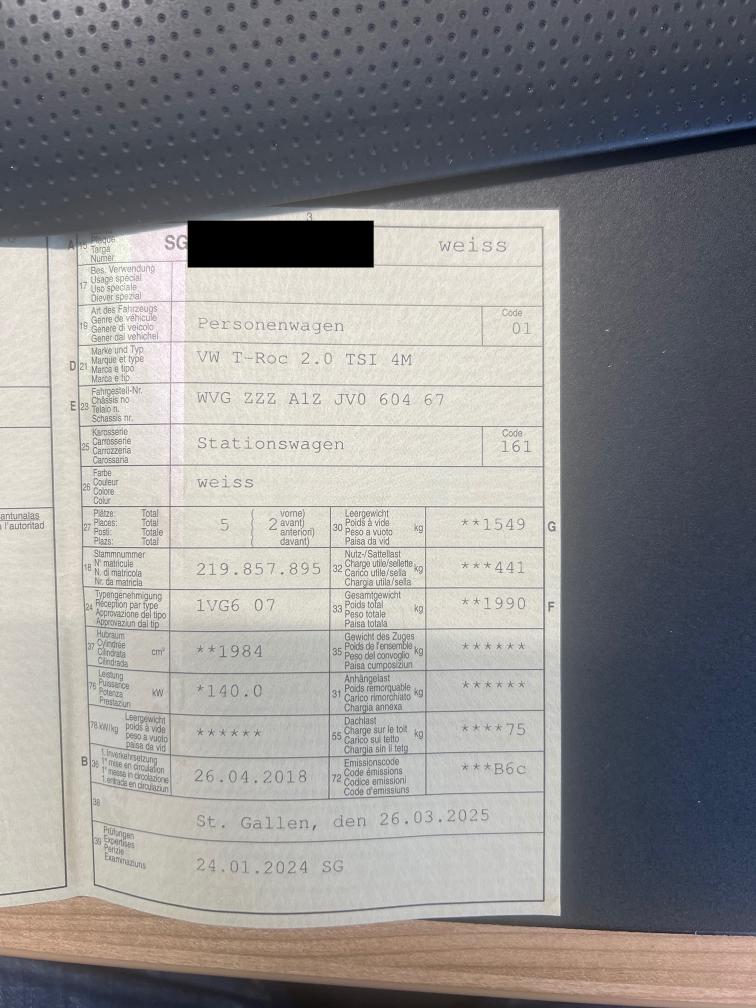 3
A 15 Plaque
Targa
Numer
SG
weiss
17 Bes. Verwendung
Usage spécial
Uso speciale
Diever spezial
19 Art des Fahrzeugs
Genre de véhicule
Genere di veicolo
Gener dal vehichel
Personenwagen
Code
01
D 21 Marke und Typ
Marque et type
Marca e tipo
Marca e tip
VW T-Roc 2.0 TSI 4M
E 23 Fahrgestell-Nr.
Châssis no
Telaio n.
Schassis nr.
WVG ZZZ A1Z JV0 604 67
25 Karosserie
Carrosserie
Carrozzeria
Carossaria
Stationswagen
Code
161
26 Farbe
Couleur
Colore
Colur
weiss
antunalas
à l'autoritad
27 Plätze: Total
Places: Total
Posti: Totale
Plazs: Total
5 ( 2 vorne)
avant)
anteriori)
davant)
30 Leergewicht
Poids à vide
Peso a vuoto
Paisa da vid
kg
**1549
G
18 Stammnummer
N° matricule
N. di matricola
Nr. da matricla
219.857.895
32 Nutz-/Sattellast
Charge utile/sellette
Carico utile/sella
Chargia utila/sella
kg
***441
24 Typengenehmigung
Réception par type
Approvazione del tipo
Approvaziun dal tip
1VG6 07
33 Gesamtgewicht
Poids total
Peso totale
Paisa totala
kg
**1990
F
37 Hubraum
Cylindrée
Cilindrata
Cilindrada
cm³
**1984
35 Gewicht des Zuges
Poids de l'ensemble
Peso del convoglio
Paisa cumposiziun
kg
******
76 Leistung
Puissance
Potenza
Prestaziun
kW
*140.0
31 Anhängelast
Poids remorquable
Carico rimorchiato
Chargia annexa
kg
******
78 kW/kg Leergewicht
poids à vide
peso a vuoto
paisa da vid
******
55 Dachlast
Charge sur le toit
Carico sul tetto
Chargia sin il tetg
kg
****75
B 36 1. Inverkehrsetzung
1re mise en circulation
1a messa in circolazione
1. entrada en circulaziun
26.04.2018
72 Emissionscode
Code émissions
Codice emissioni
Code d'emissiuns
***B6c
38
St. Gallen, den 26.03.2025
39 Prüfungen
Expertises
Perizie
Examinaziuns
24.01.2024 SG